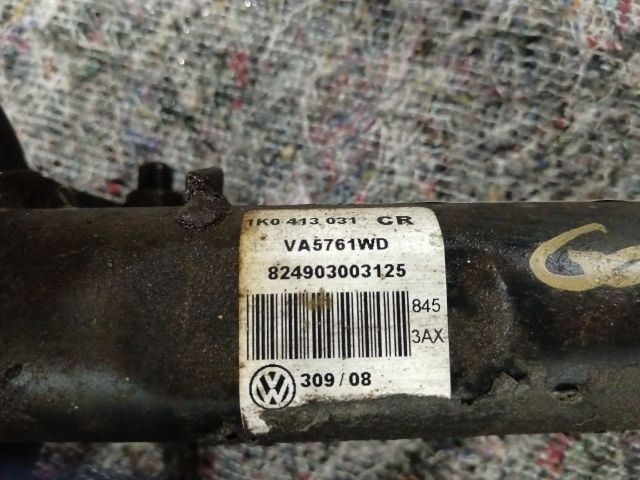 1K0 413 031 CR
VA5761WD
824903003125
845
3AX
309 / 08